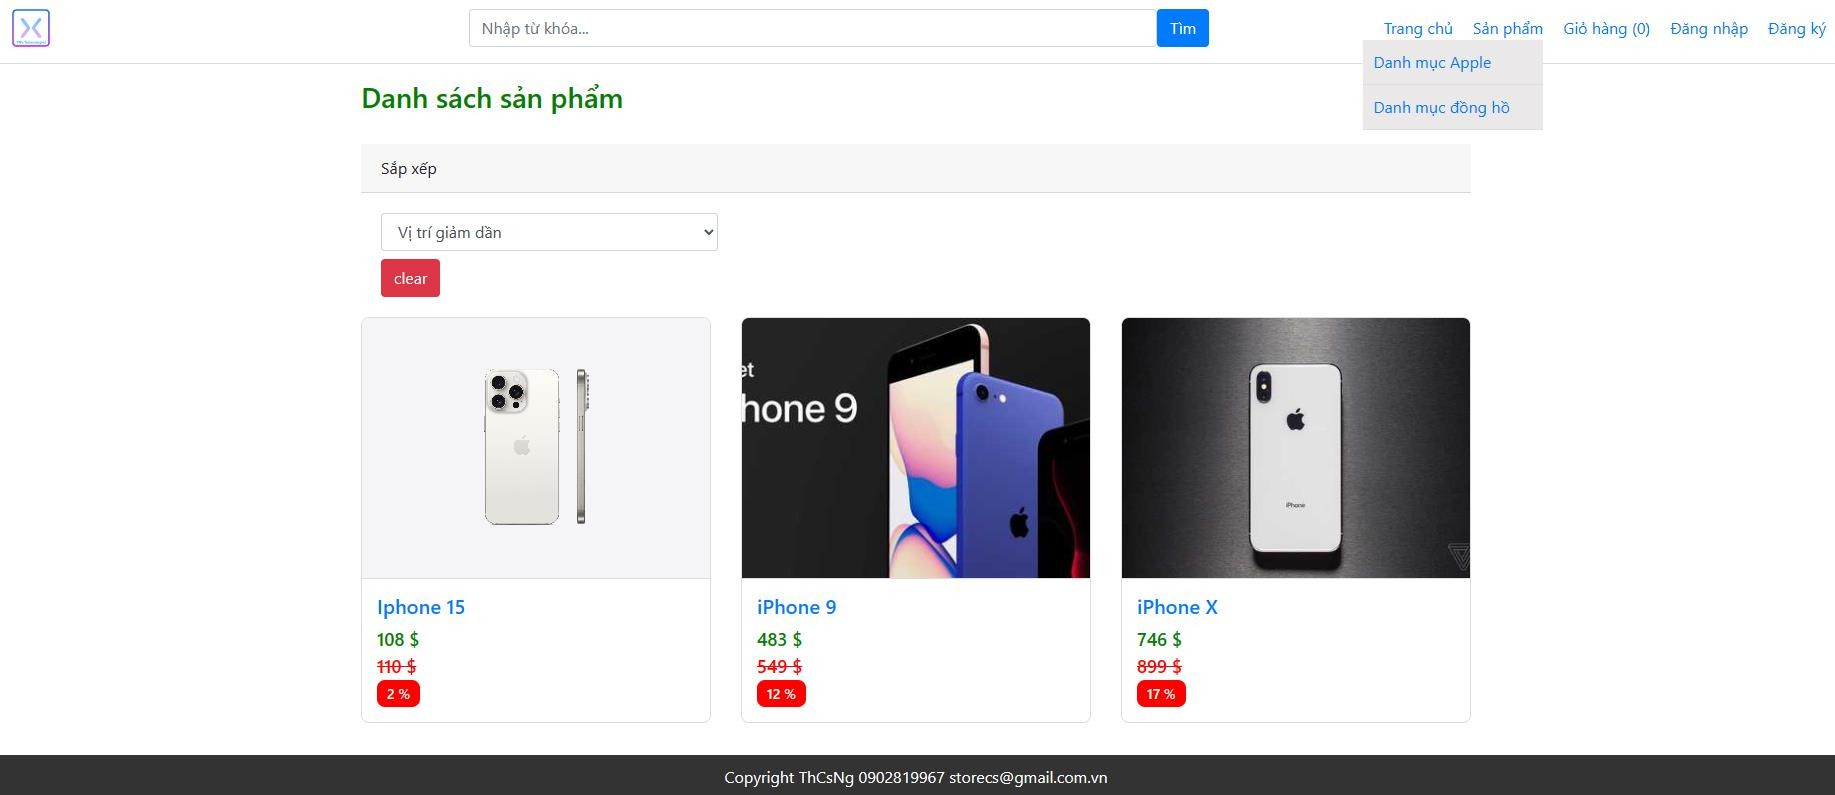 Nhập từ khóa...
Tìm
Trang chủ
Sản phẩm
Giỏ hàng (0)
Đăng nhập
Đăng ký
Danh mục Apple
Danh mục đồng hồ
Danh sách sản phẩm
Sắp xếp
Vị trí giảm dần
clear
et
hone 9
iPhone
Iphone 15
108 $
110 $
2 %
iPhone 9
483 $
549 $
12 %
iPhone X
746 $
899 $
17 %
Copyright ThCsNg 0902819967 storecs@gmail.com.vn